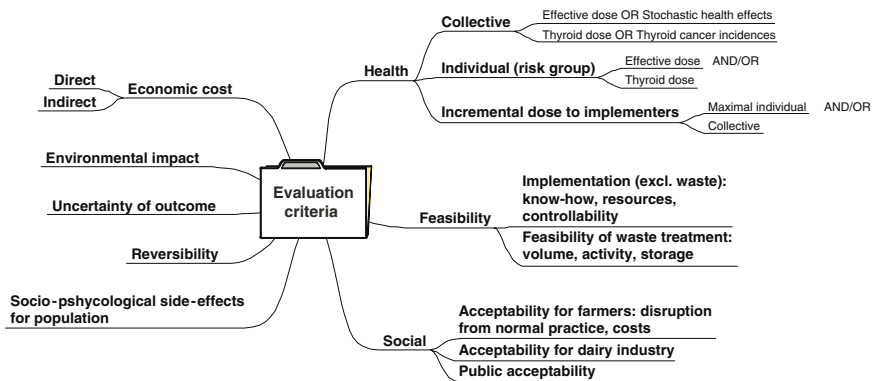 Collective
Effective dose OR Stochastic health effects
Thyroid dose OR Thyroid cancer incidences
Health
Individual (risk group)
Effective dose AND/OR
Thyroid dose
Incremental dose to implementers
Maximal individual AND/OR
Collective
Direct
Indirect
Economic cost
Environmental impact
Uncertainty of outcome
Reversibility
Socio-pshycological side-effects
for population
Evaluation
criteria
Feasibility
Implementation (excl. waste):
know-how, resources,
controllability
Feasibility of waste treatment:
volume, activity, storage
Social
Acceptability for farmers: disruption
from normal practice, costs
Acceptability for dairy industry
Public acceptability